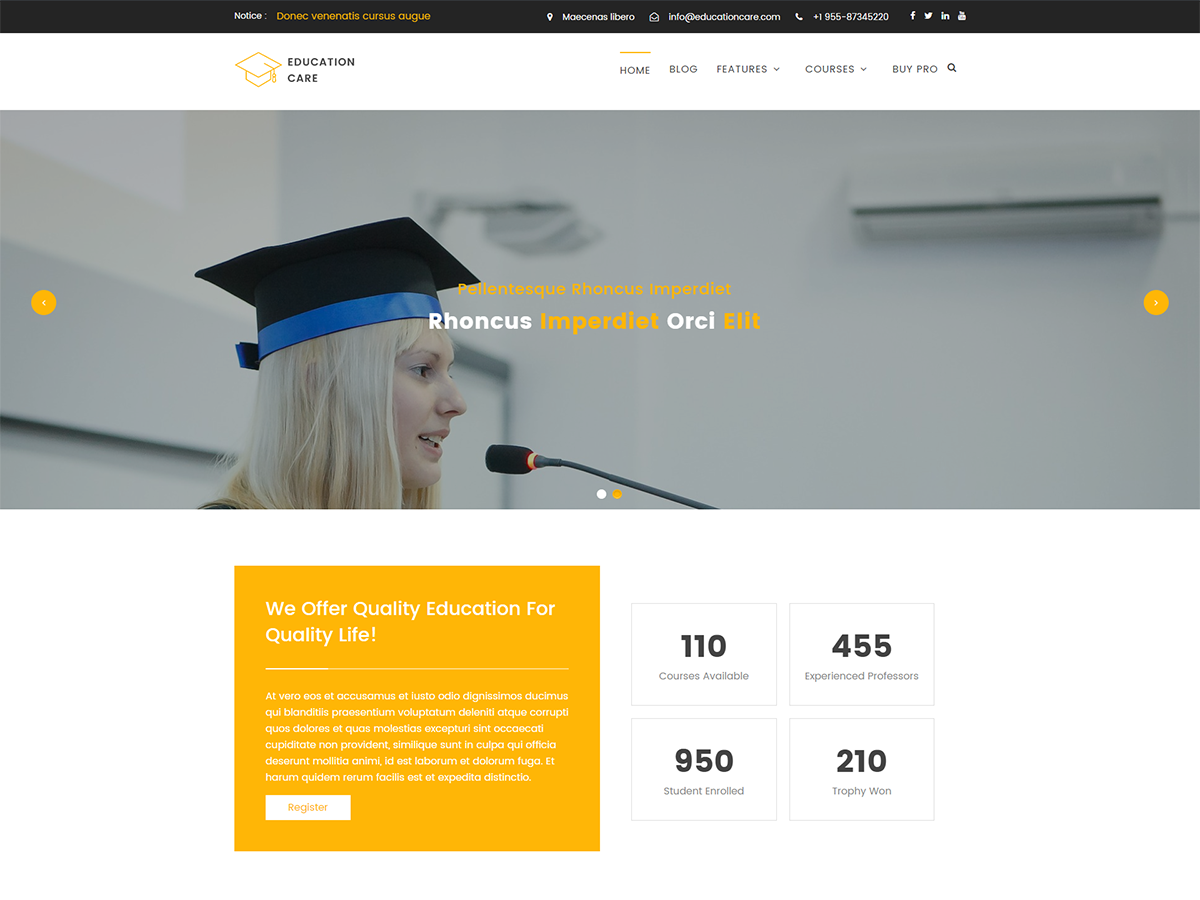 Notice : Donec venenatis cursus augue
Maecenas libero info@educationcare.com +1 955-87345220
EDUCATION
CARE
HOME BLOG FEATURES COURSES BUY PRO
Pellentesque Rhoncus Imperdiet
Rhoncus Imperdiet Orci Elit
We Offer Quality Education For
Quality Life!
At vero eos et accusamus et iusto odio dignissimos ducimus
qui blanditiis praesentium voluptatum deleniti atque corrupti
quos dolores et quas molestias excepturi sint occaecati
cupiditate non provident, similique sunt in culpa qui officia
deserunt mollitia animi, id est laborum et dolorum fuga. Et
harum quidem rerum facilis est et expedita distinctio.
Register
110
Courses Available
455
Experienced Professors
950
Student Enrolled
210
Trophy Won